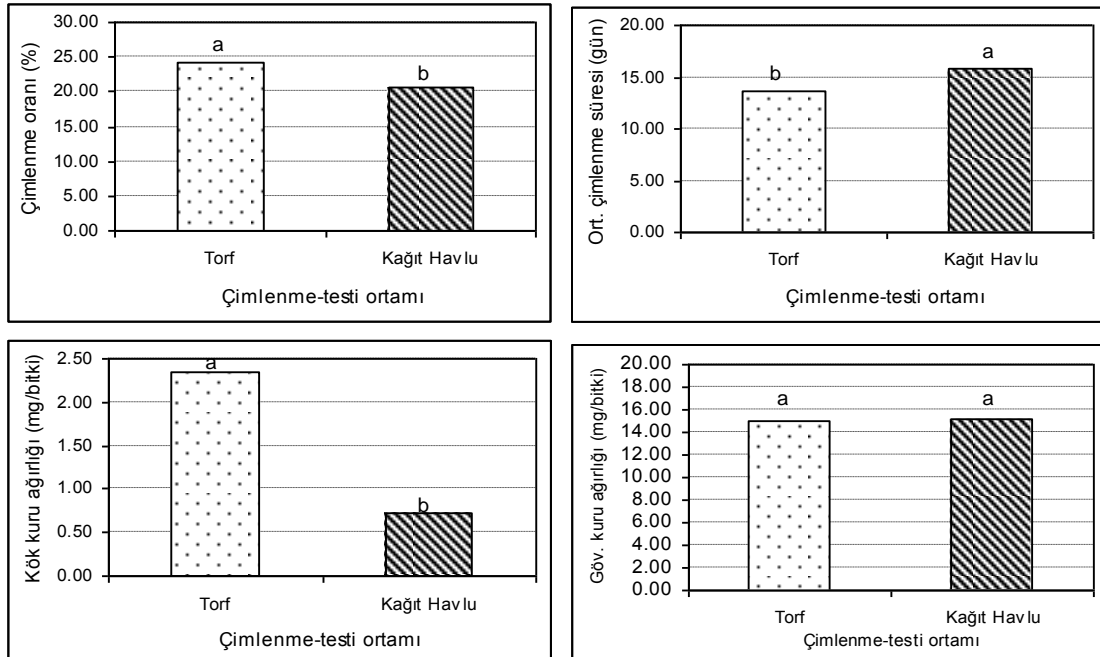 Çimlenme oranı (%)
30.00
25.00
20.00
15.00
10.00
5.00
0.00
a
b
Torf
Kağıt Havlu
Çimlenme-testi ortamı
Ort. çimlenme süresi (gün)
20.00
15.00
10.00
5.00
0.00
b
a
Torf
Kağıt Havlu
Çimlenme-testi ortamı
Kök kuru ağırlığı (mg/bitki)
2.50
2.00
1.50
1.00
0.50
0.00
a
b
Torf
Kağıt Havlu
Çimlenme-testi ortamı
Göv. kuru ağırlığı (mg/bitki)
20.00
18.00
16.00
14.00
12.00
10.00
8.00
6.00
4.00
2.00
0.00
a
a
Torf
Kağıt Havlu
Çimlenme-testi ortamı